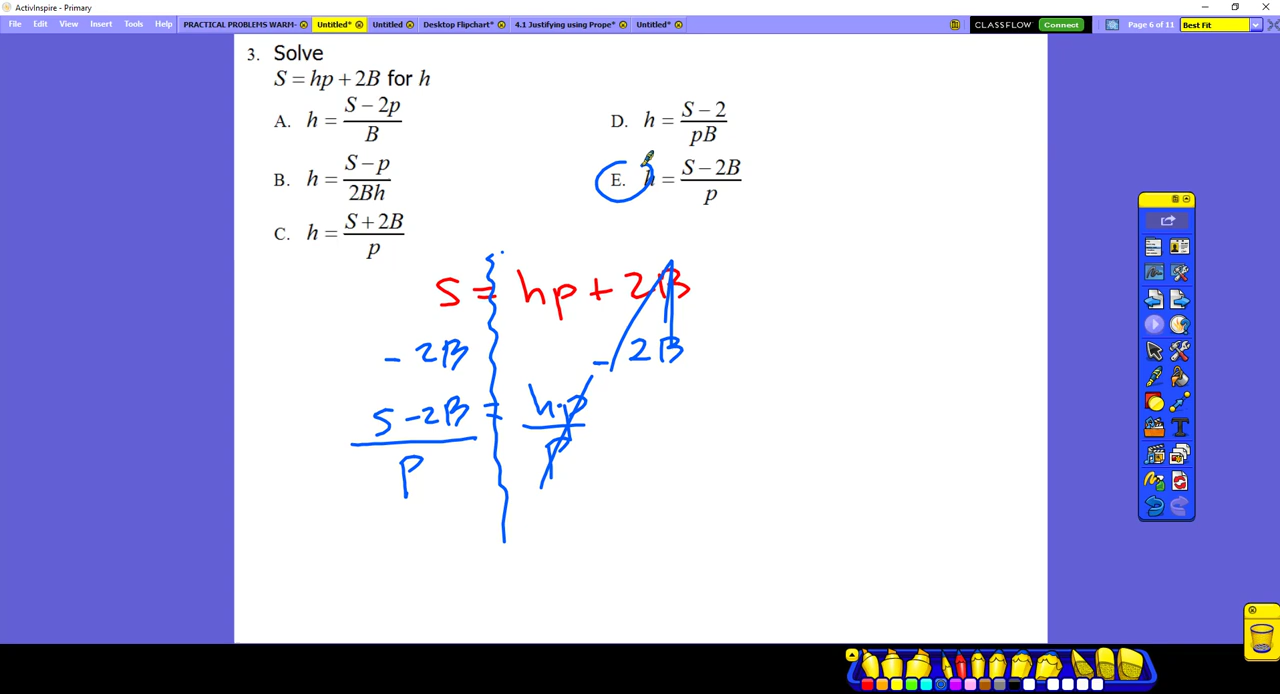 ActivInspire - Primary
File Edit View Insert Tools Help
PRACTICAL PROBLEMS WARM-
Untitled*
Untitled
Desktop Flipchart*
4.1 Justifying using Prope*
Untitled*
CLASSFLOW
Connect
Page 6 of 11
Best Fit
3. Solve
S = hp + 2B for h
A. h = (S − 2p)/B
B. h = (S − p)/2Bh
C. h = (S + 2B)/p
D. h = (S − 2)/pB
E. h = (S − 2B)/p
S = hp + 2B
- 2B - 2B
S - 2B = h·p
p p